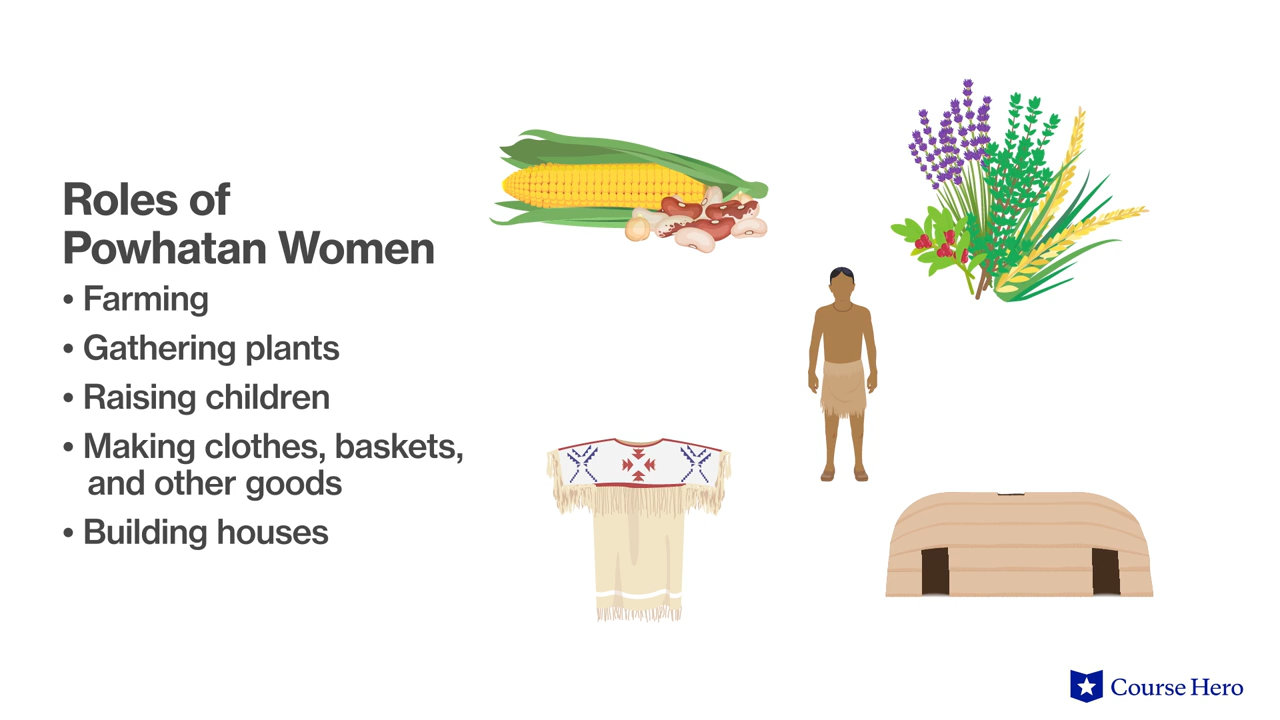 Roles of
Powhatan Women
• Farming
• Gathering plants
• Raising children
• Making clothes, baskets,
and other goods
• Building houses
Course Hero